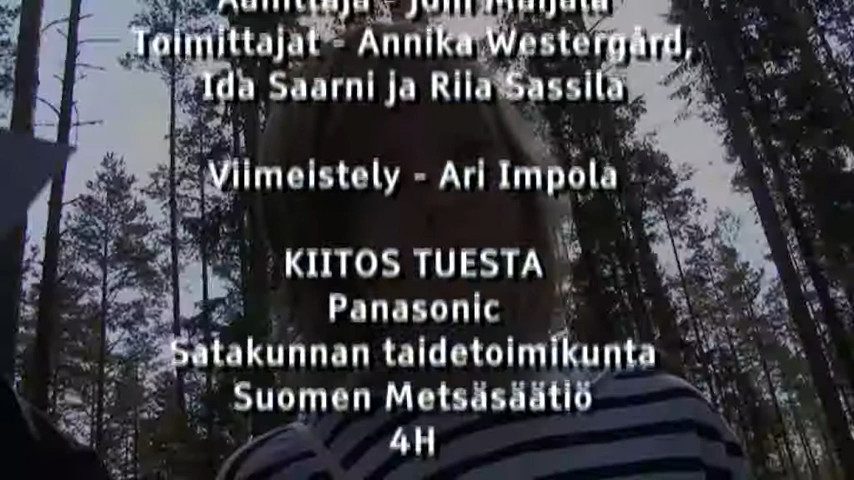 Toimittajat - Annika Westergård,
Ida Saarni ja Riia Sassila
Viimeistely - Ari Impola
KIITOS TUESTA
Panasonic
Satakunnan taidetoimikunta
Suomen Metsäsäätiö
4H